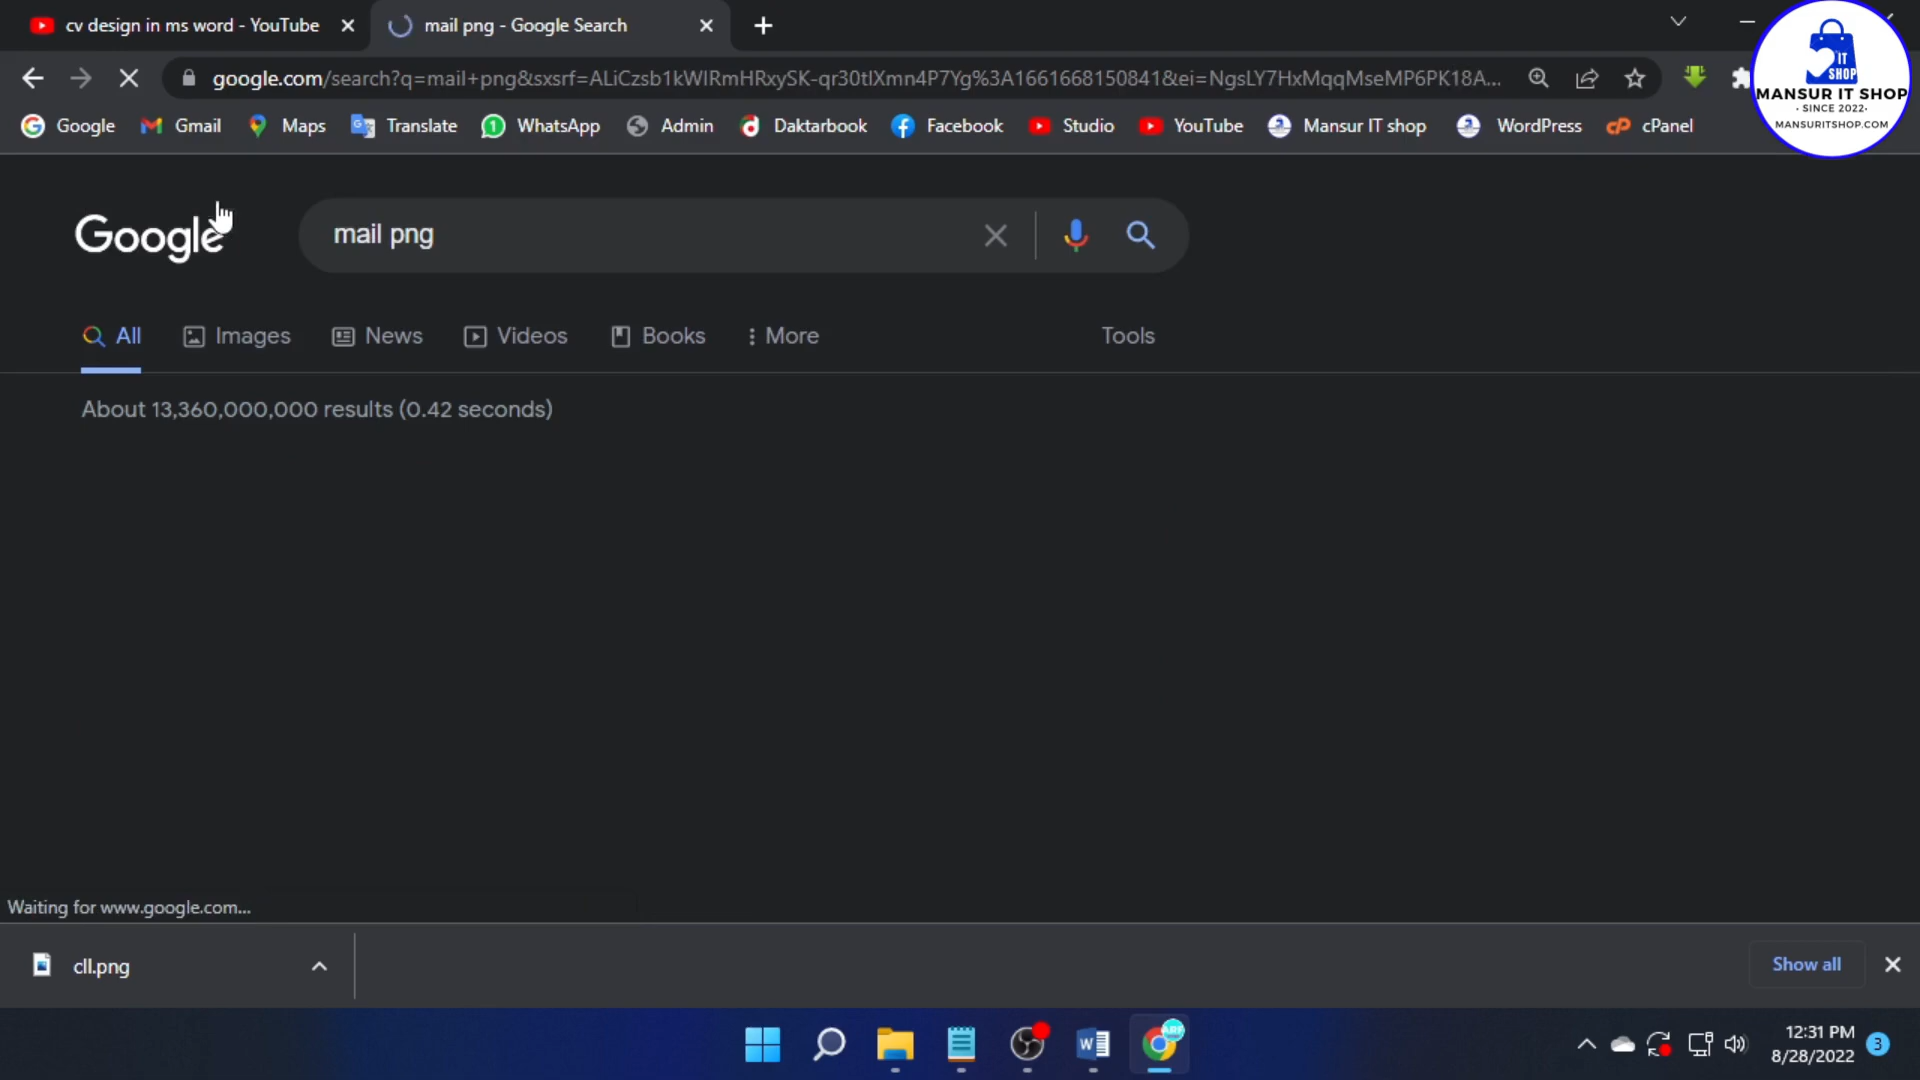 cv design in ms word - YouTube
mail png - Google Search
google.com/search?q=mail+png&sxsrf=ALiCzsb1kWIRmHRxySK-qr30tlXmn4P7Yg%3A1661668150841&ei=NgsLY7HxMqqMseMP6PK18A...
Google Gmail Maps Translate WhatsApp Admin Daktarbook Facebook Studio YouTube Mansur IT shop WordPress cPanel
IT
SHOP
MANSUR IT SHOP
· SINCE 2022·
MANSURITSHOP.COM
Google
mail png
All Images News Videos Books More Tools
About 13,360,000,000 results (0.42 seconds)
Waiting for www.google.com...
cll.png
Show all
12:31 PM
8/28/2022
3